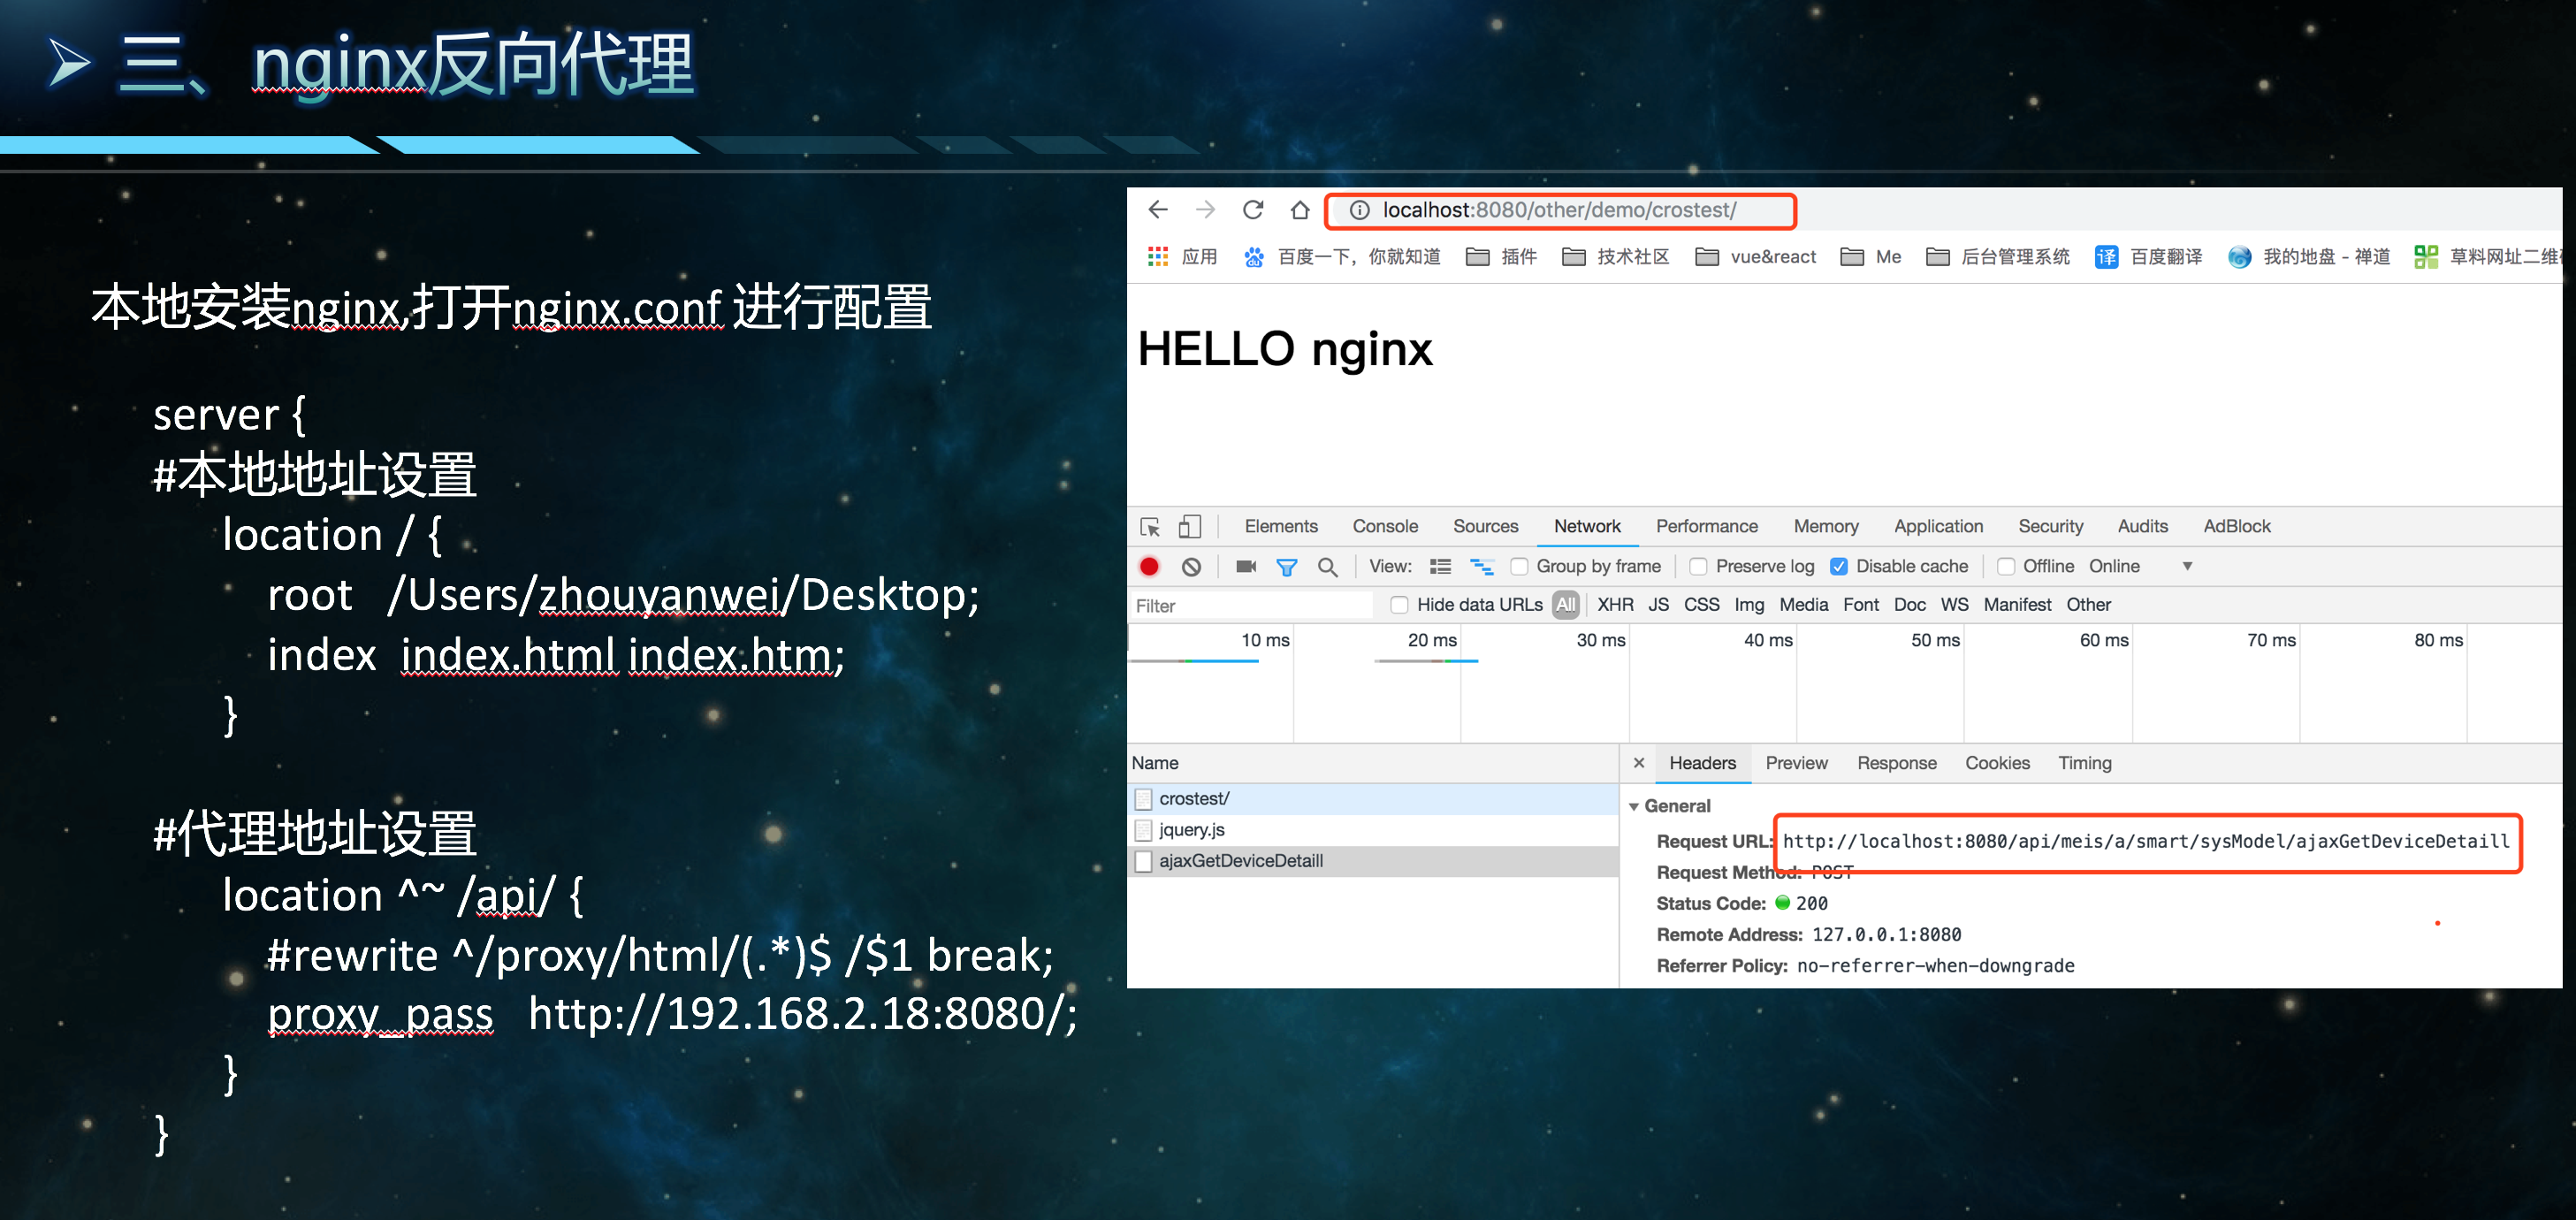 三、 nginx反向代理
本地安装nginx,打开nginx.conf 进行配置
server {
#本地地址设置
location / {
root /Users/zhouyanwei/Desktop;
index index.html index.htm;
}
#代理地址设置
location ^~ /api/ {
#rewrite ^/proxy/html/(.*)$ /$1 break;
proxy_pass http://192.168.2.18:8080/;
}
}
localhost:8080/other/demo/crostest/
应用 百度一下，你就知道 插件 技术社区 vue&react Me 后台管理系统 译 百度翻译 我的地盘 - 禅道 草料网址二维
HELLO nginx
Elements Console Sources Network Performance Memory Application Security Audits AdBlock
View: Group by frame Preserve log Disable cache Offline Online
Filter Hide data URLs All XHR JS CSS Img Media Font Doc WS Manifest Other
10 ms 20 ms 30 ms 40 ms 50 ms 60 ms 70 ms 80 ms
Name
crostest/
jquery.js
ajaxGetDeviceDetaill
Headers Preview Response Cookies Timing
General
Request URL: http://localhost:8080/api/meis/a/smart/sysModel/ajaxGetDeviceDetaill
Request Method: POST
Status Code: 200
Remote Address: 127.0.0.1:8080
Referrer Policy: no-referrer-when-downgrade